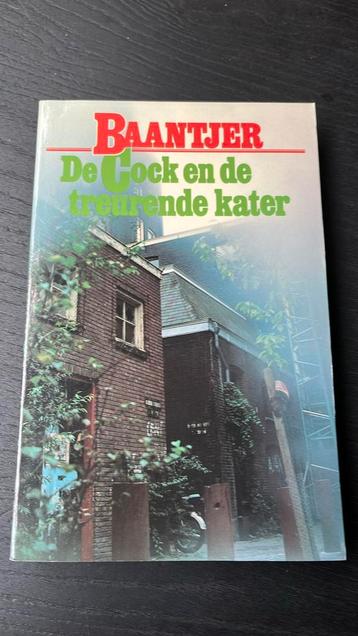 BAANTJER
De Cock en de
treurende kater